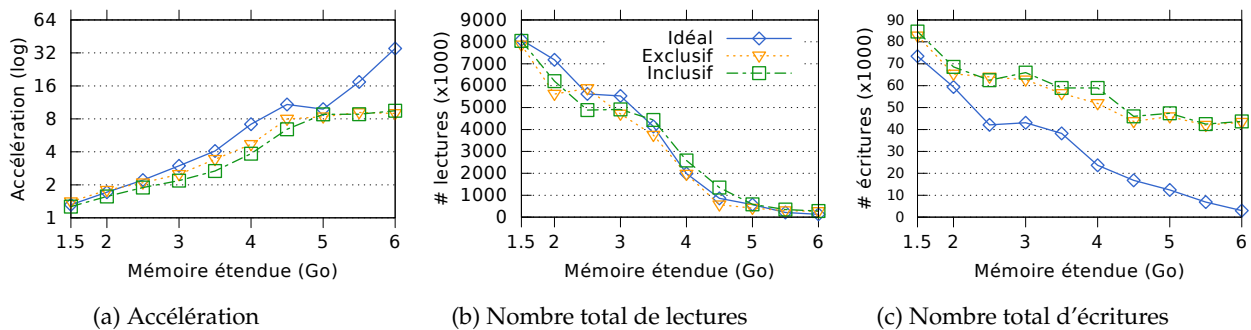 64
32
16
8
4
2
1
1.5 2 3 4 5 6
Accélération (log)
Mémoire étendue (Go)
(a) Accélération
9000
8000
7000
6000
5000
4000
3000
2000
1000
0
1.5 2 3 4 5 6
# lectures (x1000)
Idéal
Exclusif
Inclusif
Mémoire étendue (Go)
(b) Nombre total de lectures
90
80
70
60
50
40
30
20
10
0
1.5 2 3 4 5 6
# écritures (x1000)
Mémoire étendue (Go)
(c) Nombre total d'écritures